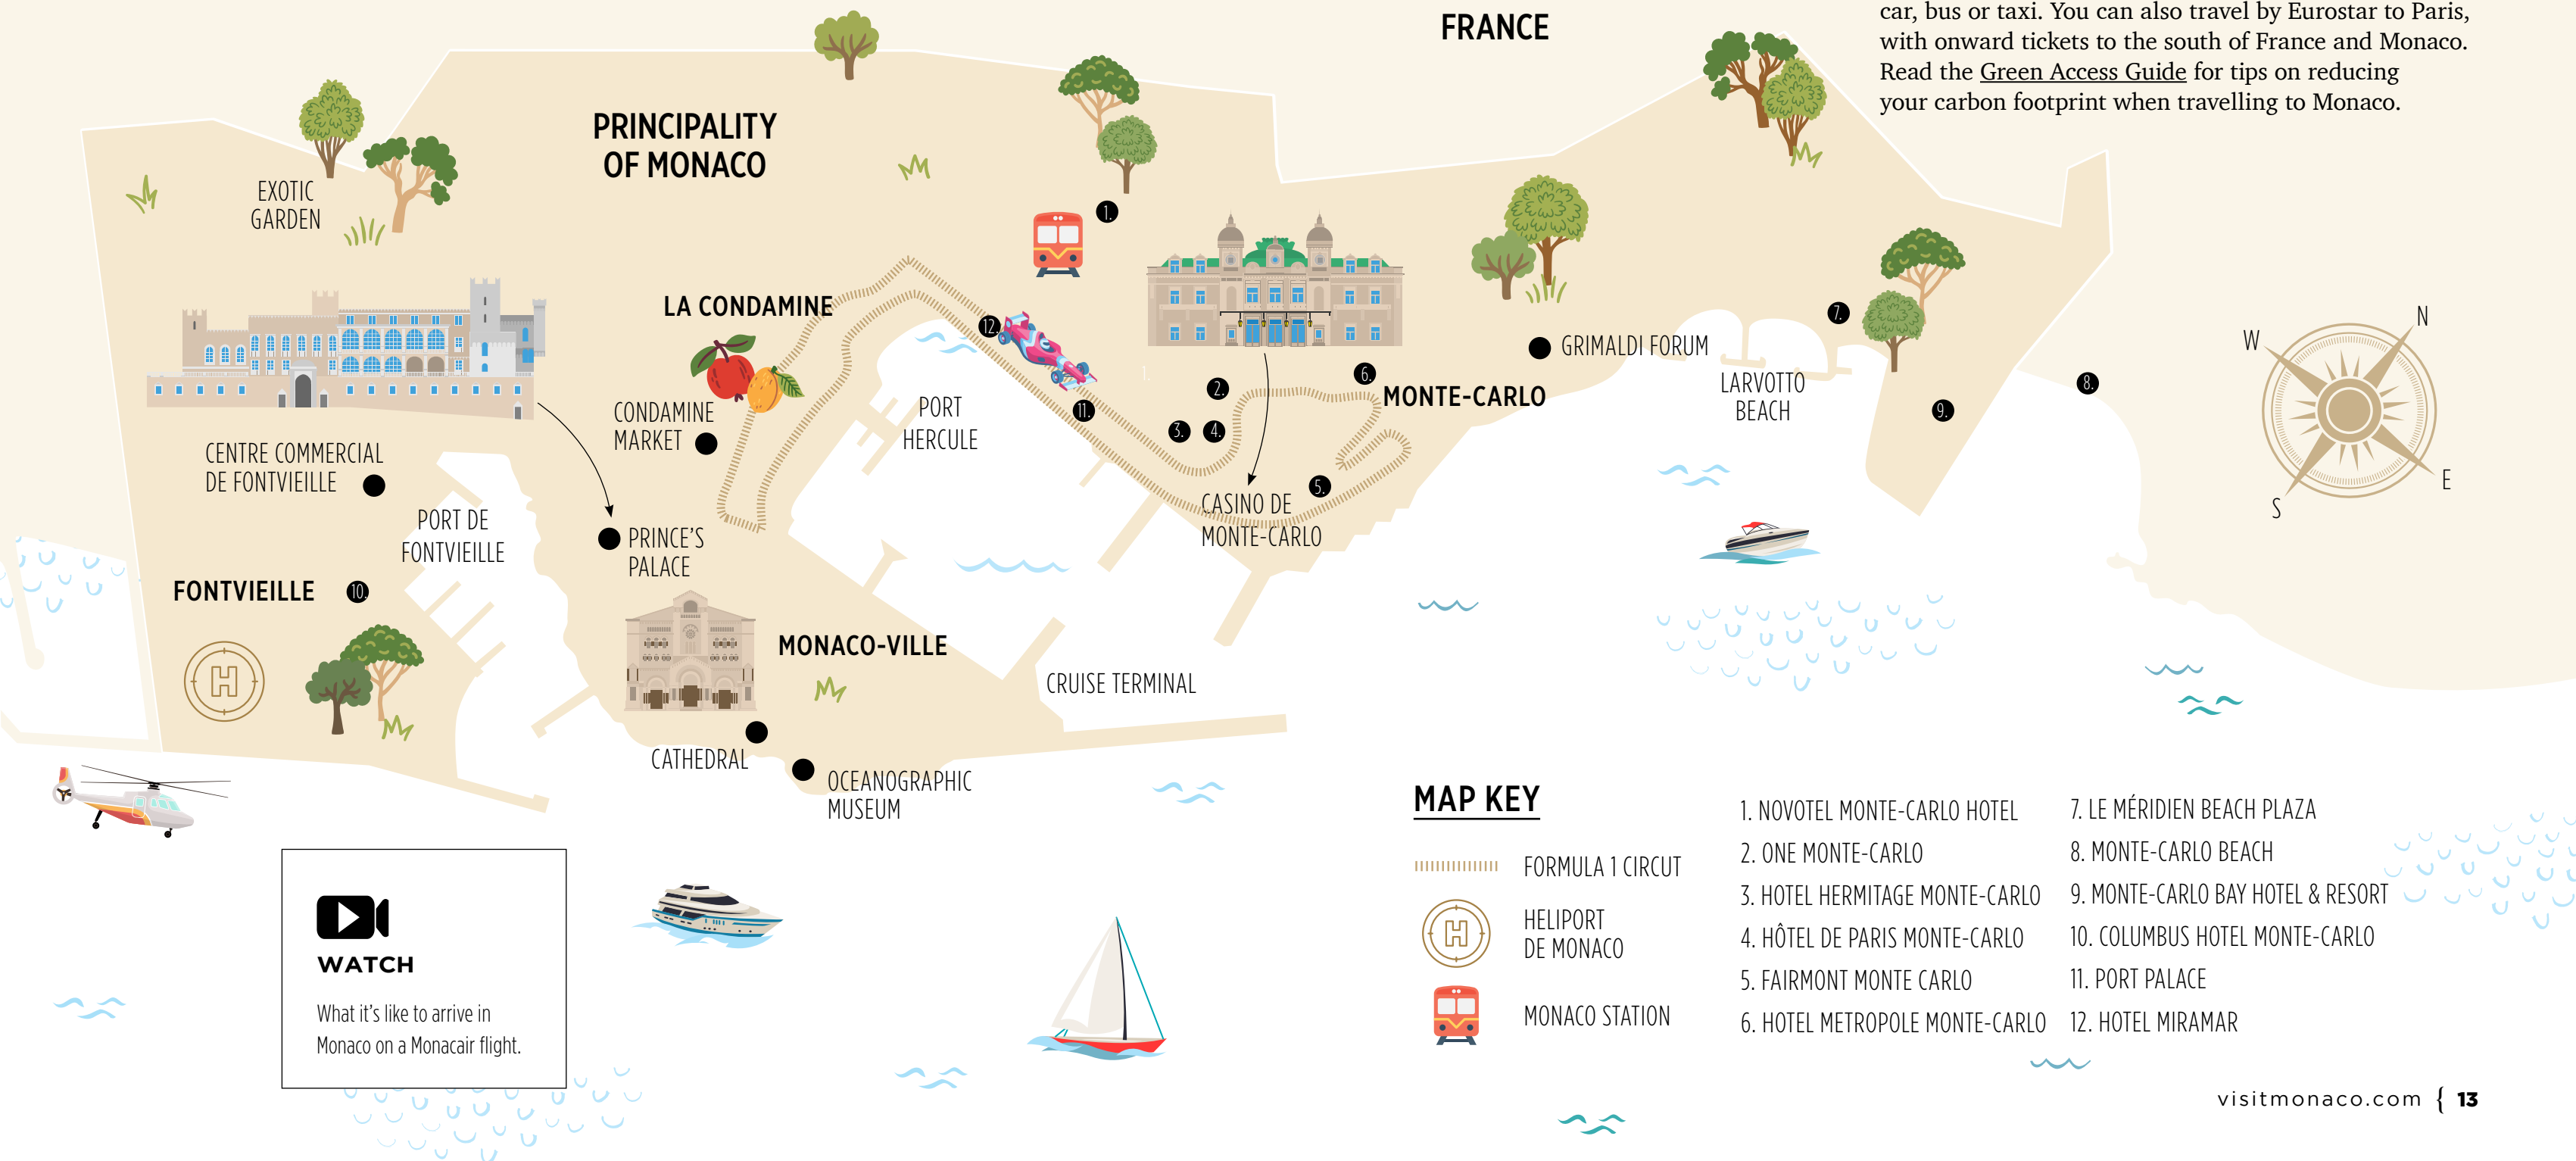 car, bus or taxi. You can also travel by Eurostar to Paris,
with onward tickets to the south of France and Monaco.
Read the Green Access Guide for tips on reducing
your carbon footprint when travelling to Monaco.
FRANCE
PRINCIPALITY
OF MONACO
EXOTIC
GARDEN
1.
LA CONDAMINE
12.
7.
GRIMALDI FORUM
1.
6.
2.
MONTE-CARLO
LARVOTTO
BEACH
8.
9.
N
W
E
S
CONDAMINE
MARKET
PORT
HERCULE
11.
3.
4.
CENTRE COMMERCIAL
DE FONTVIEILLE
5.
CASINO DE
MONTE-CARLO
PORT DE
FONTVIEILLE
PRINCE'S
PALACE
FONTVIEILLE
10.
H
MONACO-VILLE
CRUISE TERMINAL
CATHEDRAL
OCEANOGRAPHIC
MUSEUM
WATCH
What it's like to arrive in
Monaco on a Monacair flight.
MAP KEY
FORMULA 1 CIRCUT
H
HELIPORT
DE MONACO
MONACO STATION
1. NOVOTEL MONTE-CARLO HOTEL
2. ONE MONTE-CARLO
3. HOTEL HERMITAGE MONTE-CARLO
4. HÔTEL DE PARIS MONTE-CARLO
5. FAIRMONT MONTE CARLO
6. HOTEL METROPOLE MONTE-CARLO
7. LE MÉRIDIEN BEACH PLAZA
8. MONTE-CARLO BEACH
9. MONTE-CARLO BAY HOTEL & RESORT
10. COLUMBUS HOTEL MONTE-CARLO
11. PORT PALACE
12. HOTEL MIRAMAR
visitmonaco.com { 13